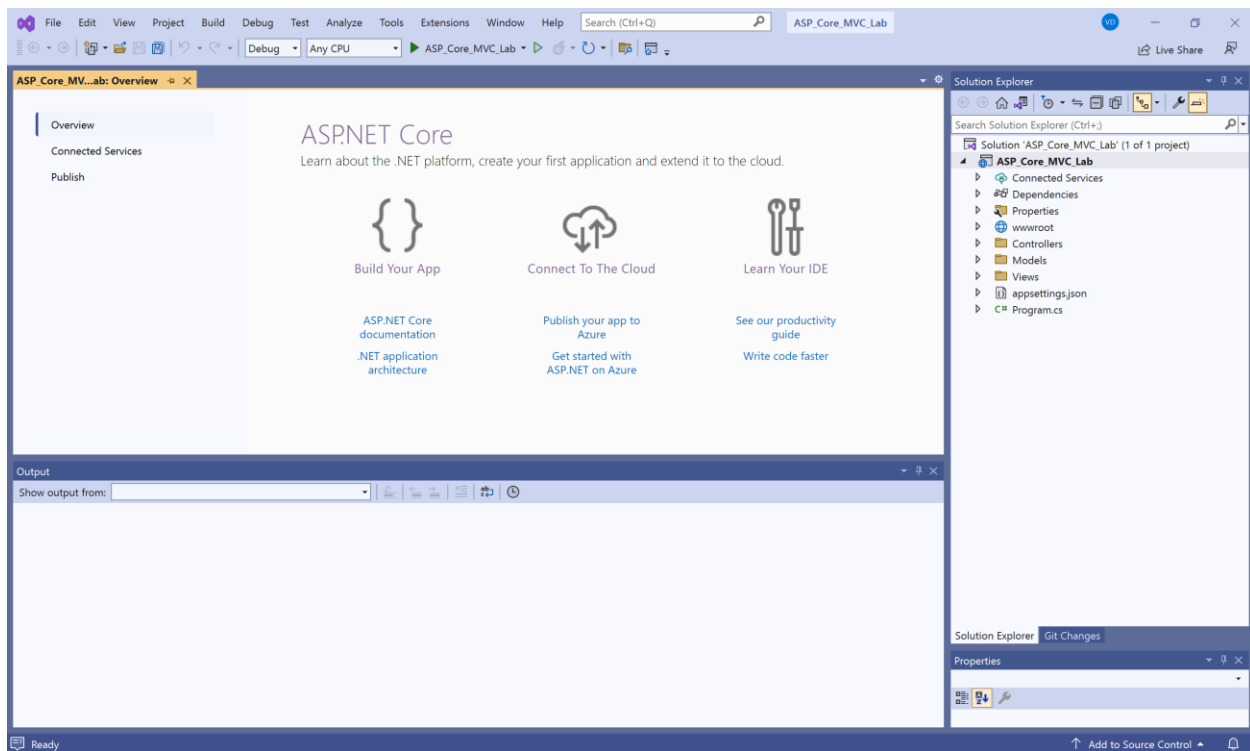 File Edit View Project Build Debug Test Analyze Tools Extensions Window Help Search (Ctrl+Q) ASP_Core_MVC_Lab VD
Debug Any CPU ASP_Core_MVC_Lab Live Share
ASP_Core_MV...ab: Overview
Overview
Connected Services
Publish
ASP.NET Core
Learn about the .NET platform, create your first application and extend it to the cloud.
Build Your App
ASP.NET Core
documentation
.NET application
architecture
Connect To The Cloud
Publish your app to
Azure
Get started with
ASP.NET on Azure
Learn Your IDE
See our productivity
guide
Write code faster
Output
Show output from:
Solution Explorer
Search Solution Explorer (Ctrl+;)
Solution 'ASP_Core_MVC_Lab' (1 of 1 project)
ASP_Core_MVC_Lab
Connected Services
Dependencies
Properties
wwwroot
Controllers
Models
Views
appsettings.json
C# Program.cs
Solution Explorer Git Changes
Properties
Ready Add to Source Control